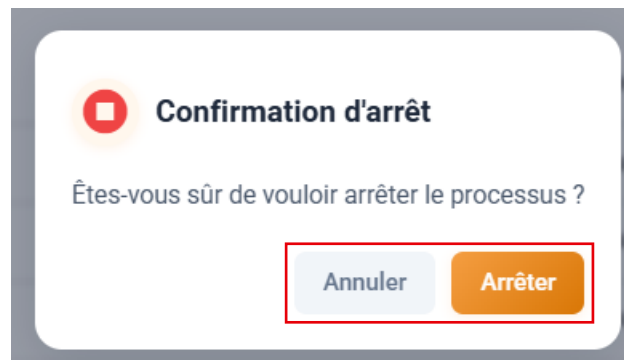 Confirmation d'arrêt
Êtes-vous sûr de vouloir arrêter le processus ?
Annuler Arrêter